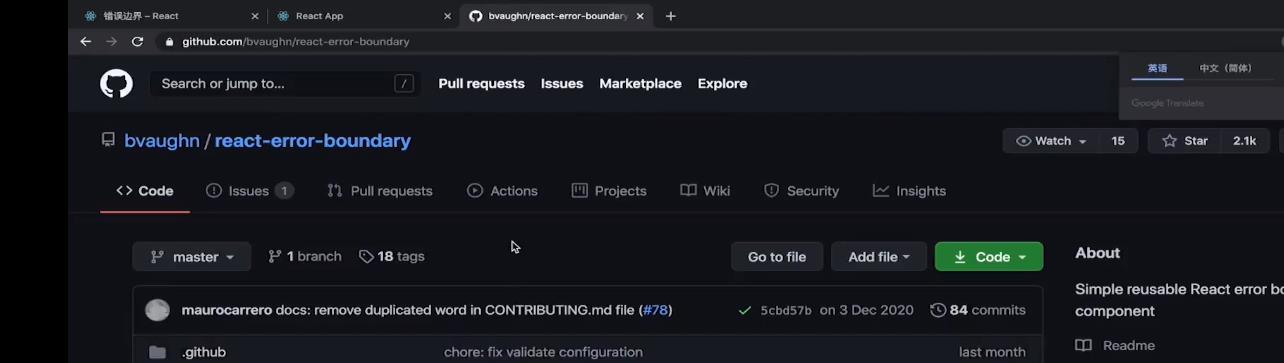 错误边界 – React
React App
bvaughn/react-error-boundary
github.com/bvaughn/react-error-boundary
英语 中文（简体）
Google Translate
Search or jump to... / Pull requests Issues Marketplace Explore
bvaughn / react-error-boundary
Watch 15 Star 2.1k
Code Issues 1 Pull requests Actions Projects Wiki Security Insights
master 1 branch 18 tags Go to file Add file Code
About
Simple reusable React error bo
component
Readme
maurocarrero docs: remove duplicated word in CONTRIBUTING.md file (#78) 5cbd57b on 3 Dec 2020 84 commits
.github chore: fix validate configuration last month